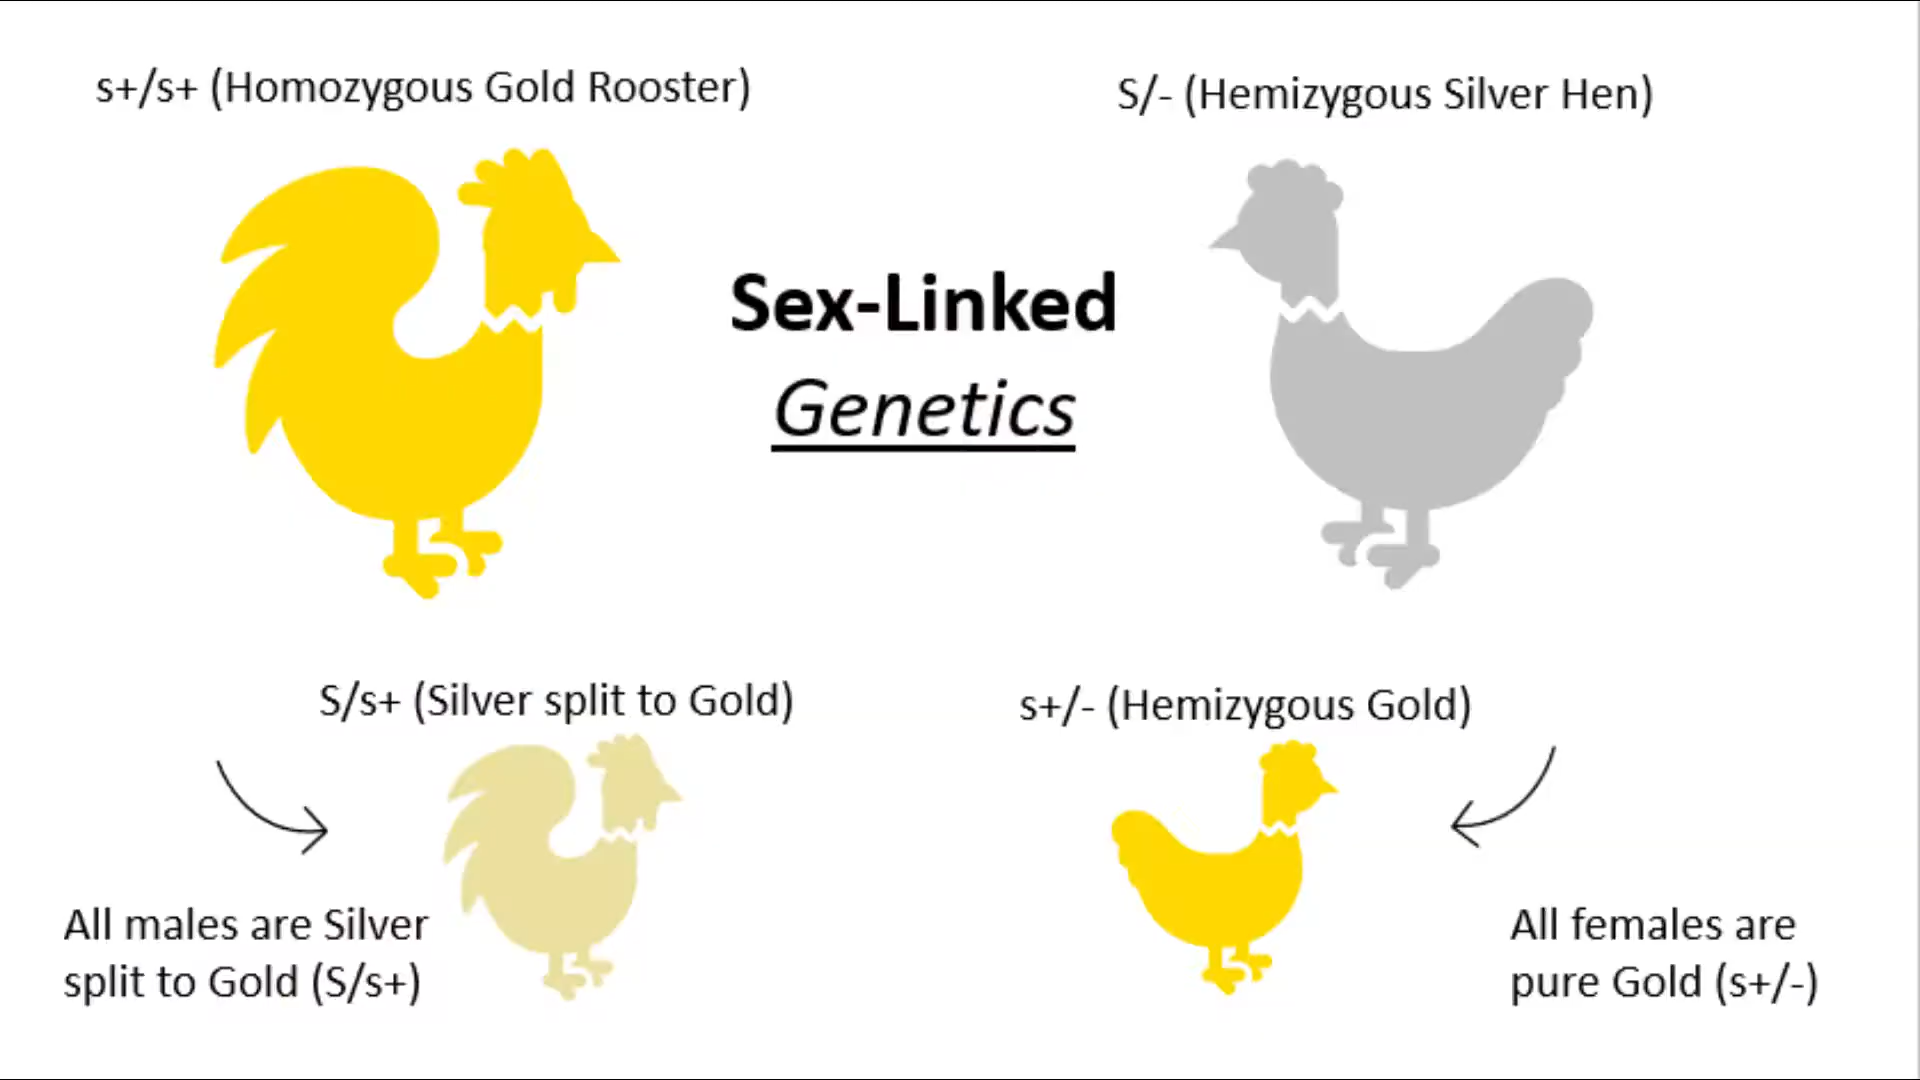 s+/s+ (Homozygous Gold Rooster)
S/- (Hemizygous Silver Hen)
Sex-Linked
Genetics
S/s+ (Silver split to Gold)
s+/- (Hemizygous Gold)
All males are Silver
split to Gold (S/s+)
All females are
pure Gold (s+/-)